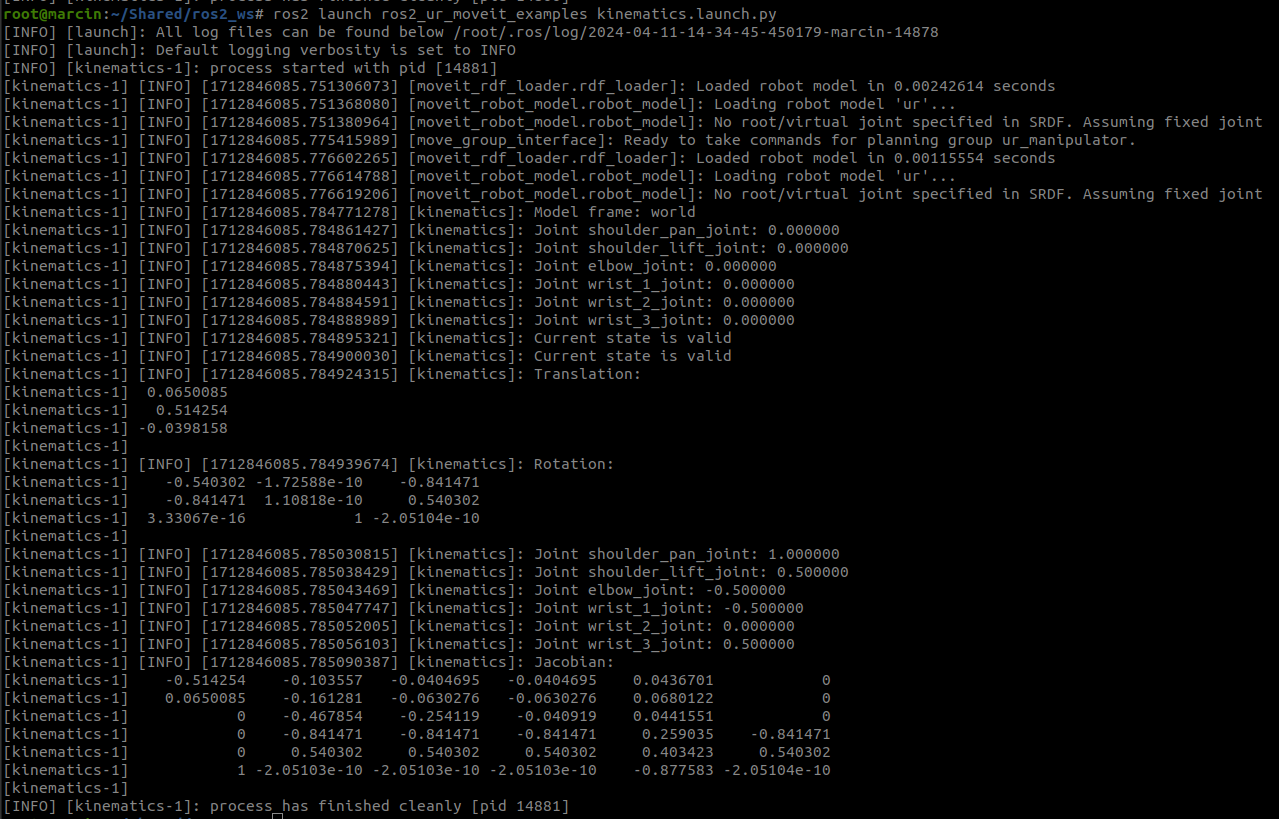 root@marcin:~/Shared/ros2_ws# ros2 launch ros2_ur_moveit_examples kinematics.launch.py
[INFO] [launch]: All log files can be found below /root/.ros/log/2024-04-11-14-34-45-450179-marcin-14878
[INFO] [launch]: Default logging verbosity is set to INFO
[INFO] [kinematics-1]: process started with pid [14881]
[kinematics-1] [INFO] [1712846085.751306073] [moveit_rdf_loader.rdf_loader]: Loaded robot model in 0.00242614 seconds
[kinematics-1] [INFO] [1712846085.751368080] [moveit_robot_model.robot_model]: Loading robot model 'ur'...
[kinematics-1] [INFO] [1712846085.751380964] [moveit_robot_model.robot_model]: No root/virtual joint specified in SRDF. Assuming fixed joint
[kinematics-1] [INFO] [1712846085.775415989] [move_group_interface]: Ready to take commands for planning group ur_manipulator.
[kinematics-1] [INFO] [1712846085.776602265] [moveit_rdf_loader.rdf_loader]: Loaded robot model in 0.00115554 seconds
[kinematics-1] [INFO] [1712846085.776614788] [moveit_robot_model.robot_model]: Loading robot model 'ur'...
[kinematics-1] [INFO] [1712846085.776619206] [moveit_robot_model.robot_model]: No root/virtual joint specified in SRDF. Assuming fixed joint
[kinematics-1] [INFO] [1712846085.784771278] [kinematics]: Model frame: world
[kinematics-1] [INFO] [1712846085.784861427] [kinematics]: Joint shoulder_pan_joint: 0.000000
[kinematics-1] [INFO] [1712846085.784870625] [kinematics]: Joint shoulder_lift_joint: 0.000000
[kinematics-1] [INFO] [1712846085.784875394] [kinematics]: Joint elbow_joint: 0.000000
[kinematics-1] [INFO] [1712846085.784880443] [kinematics]: Joint wrist_1_joint: 0.000000
[kinematics-1] [INFO] [1712846085.784884591] [kinematics]: Joint wrist_2_joint: 0.000000
[kinematics-1] [INFO] [1712846085.784888989] [kinematics]: Joint wrist_3_joint: 0.000000
[kinematics-1] [INFO] [1712846085.784895321] [kinematics]: Current state is valid
[kinematics-1] [INFO] [1712846085.784900030] [kinematics]: Current state is valid
[kinematics-1] [INFO] [1712846085.784924315] [kinematics]: Translation:
[kinematics-1] 0.0650085
[kinematics-1] 0.514254
[kinematics-1] -0.0398158
[kinematics-1]
[kinematics-1] [INFO] [1712846085.784939674] [kinematics]: Rotation:
[kinematics-1] -0.540302 -1.72588e-10 -0.841471
[kinematics-1] -0.841471 1.10818e-10 0.540302
[kinematics-1] 3.33067e-16 1 -2.05104e-10
[kinematics-1]
[kinematics-1] [INFO] [1712846085.785030815] [kinematics]: Joint shoulder_pan_joint: 1.000000
[kinematics-1] [INFO] [1712846085.785038429] [kinematics]: Joint shoulder_lift_joint: 0.500000
[kinematics-1] [INFO] [1712846085.785043469] [kinematics]: Joint elbow_joint: -0.500000
[kinematics-1] [INFO] [1712846085.785047747] [kinematics]: Joint wrist_1_joint: -0.500000
[kinematics-1] [INFO] [1712846085.785052005] [kinematics]: Joint wrist_2_joint: 0.000000
[kinematics-1] [INFO] [1712846085.785056103] [kinematics]: Joint wrist_3_joint: 0.500000
[kinematics-1] [INFO] [1712846085.785090387] [kinematics]: Jacobian:
[kinematics-1] -0.514254 -0.103557 -0.0404695 -0.0404695 0.0436701 0
[kinematics-1] 0.0650085 -0.161281 -0.0630276 -0.0630276 0.0680122 0
[kinematics-1] 0 -0.467854 -0.254119 -0.040919 0.0441551 0
[kinematics-1] 0 -0.841471 -0.841471 -0.841471 0.259035 -0.841471
[kinematics-1] 0 0.540302 0.540302 0.540302 0.403423 0.540302
[kinematics-1] 1 -2.05103e-10 -2.05103e-10 -2.05103e-10 -0.877583 -2.05104e-10
[kinematics-1]
[INFO] [kinematics-1]: process has finished cleanly [pid 14881]